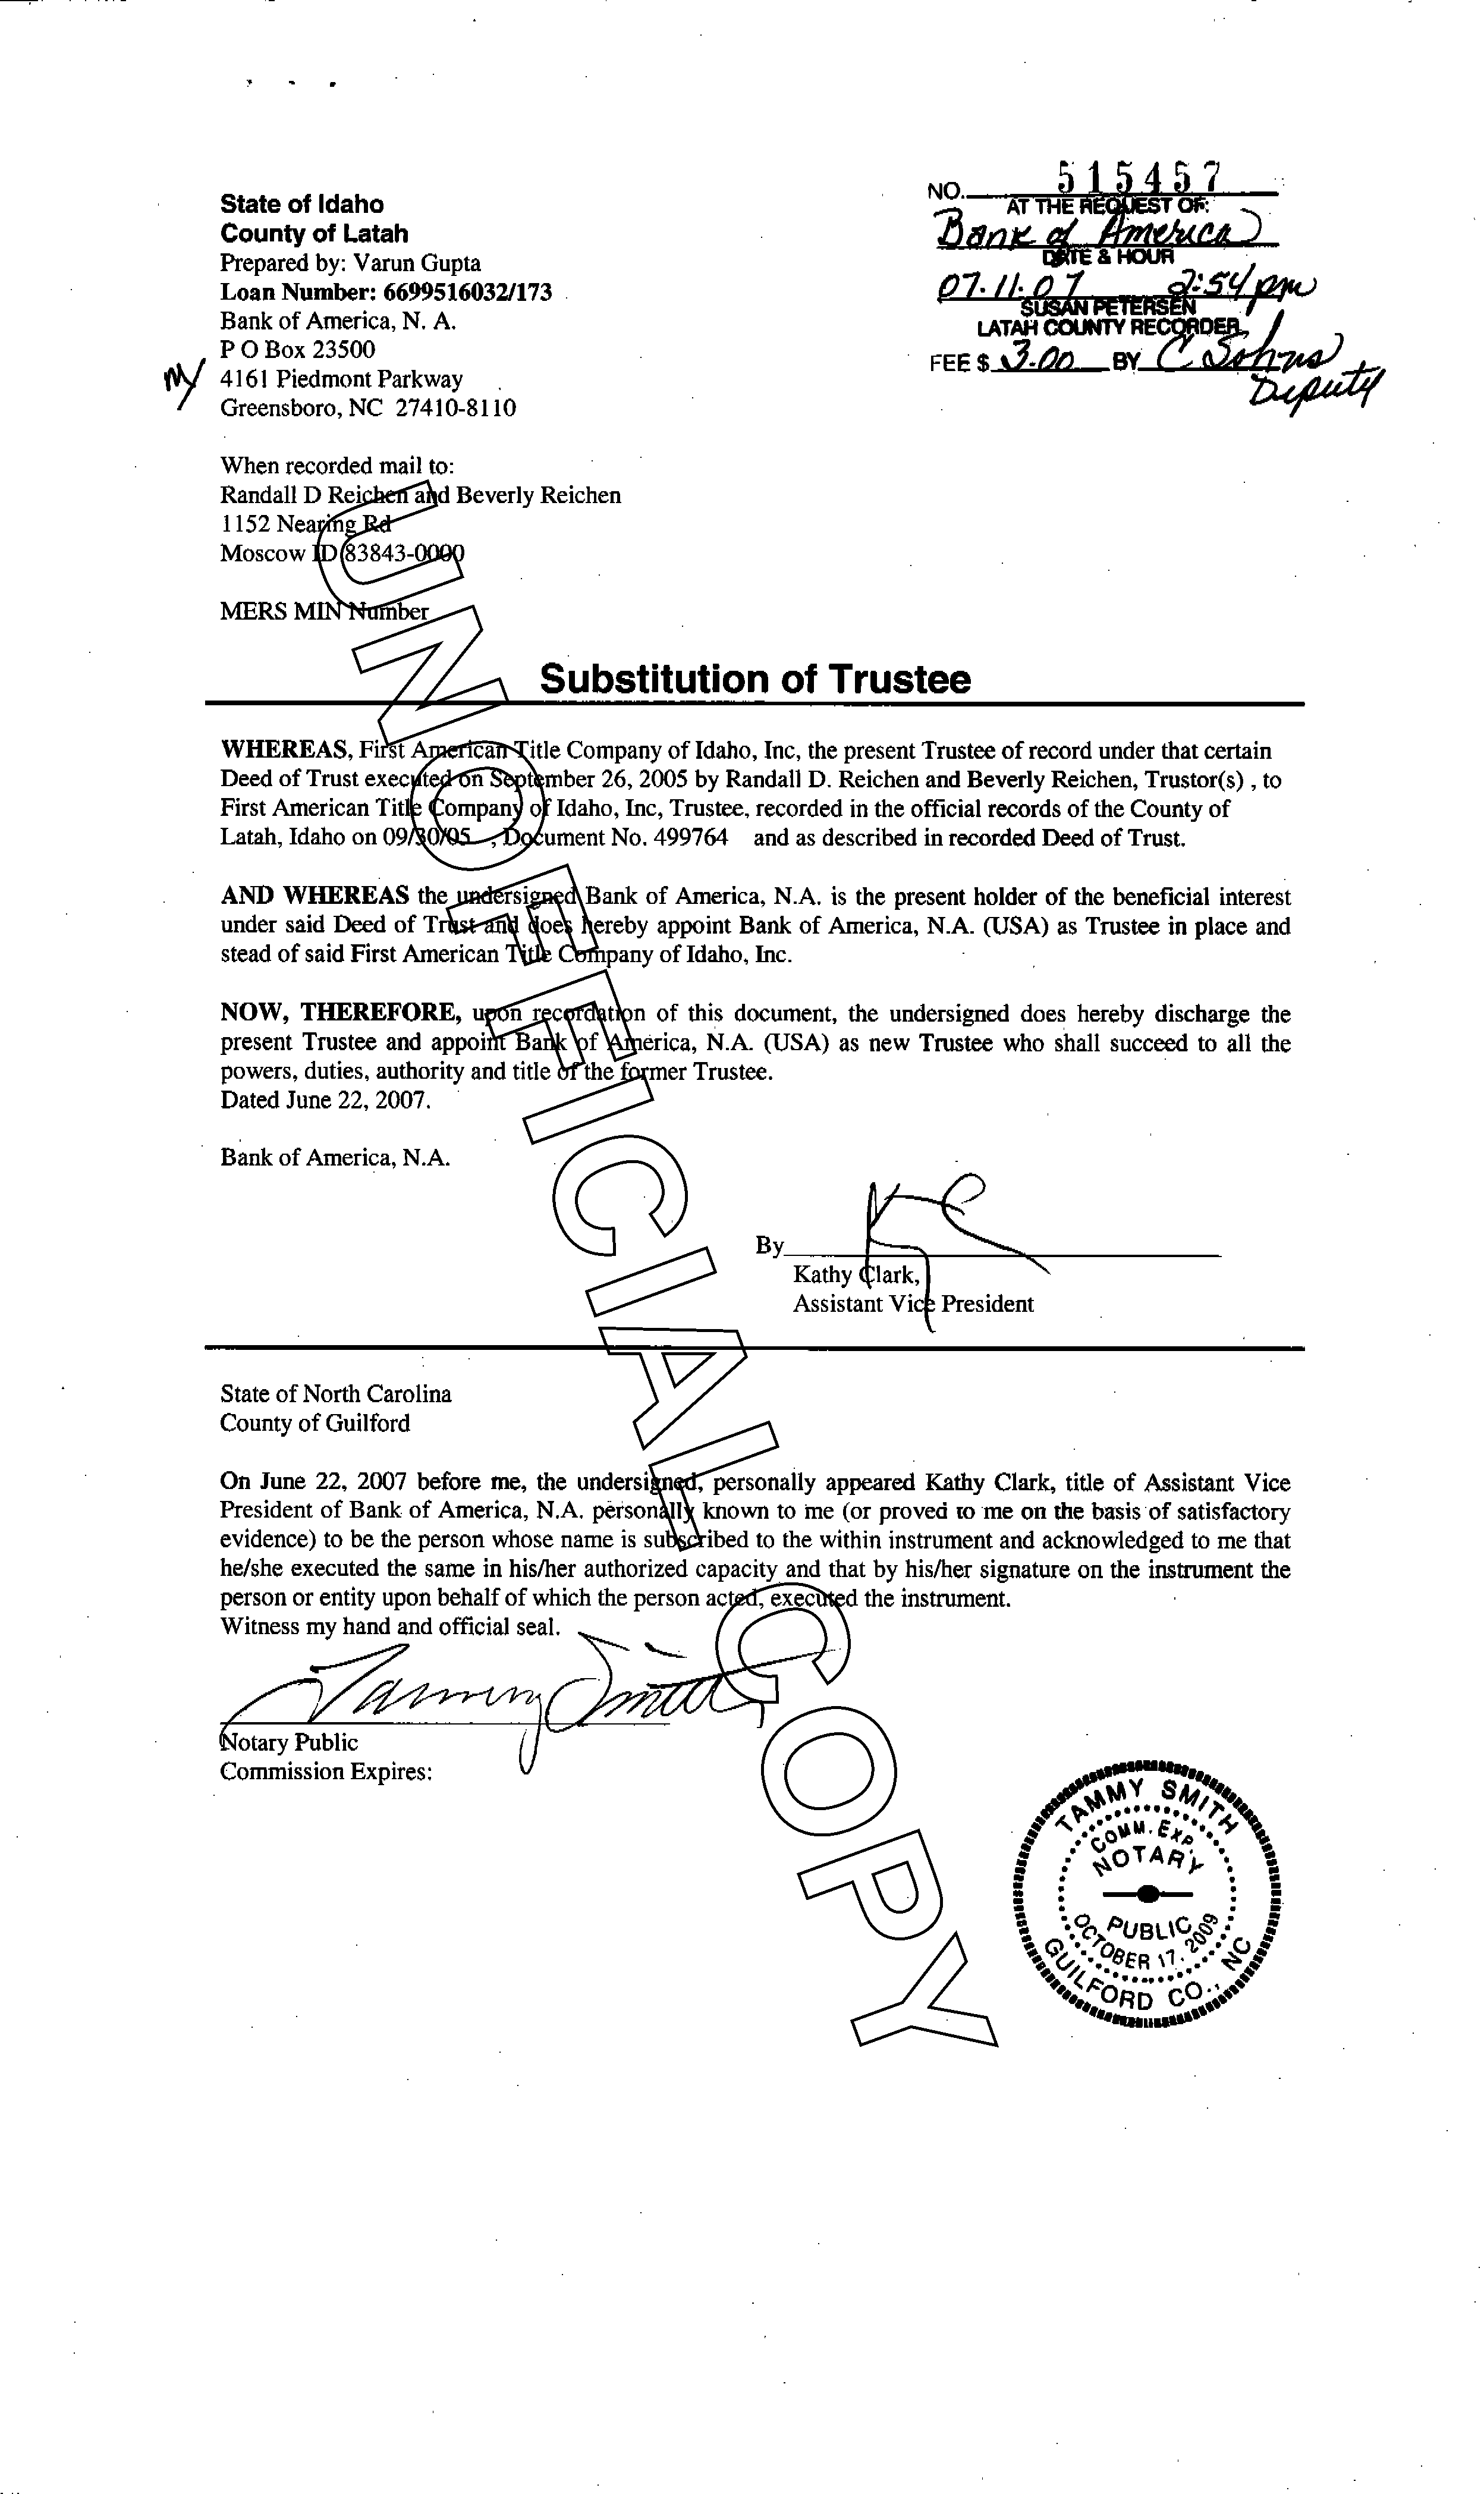 NO. 515457
AT THE REQUEST OF:
Bank of America
DATE & HOUR
07.11.07 2:54 pm
SUSAN PETERSEN
LATAH COUNTY RECORDER
FEE $ 3.00 BY C Johns
Deputy
State of Idaho
County of Latah
Prepared by: Varun Gupta
Loan Number: 6699516032/173
Bank of America, N. A.
P O Box 23500
4161 Piedmont Parkway
Greensboro, NC 27410-8110
When recorded mail to:
Randall D Reichen and Beverly Reichen
1152 Nearing Rd
Moscow ID 83843-0000
MERS MIN Number
Substitution of Trustee
WHEREAS, First American Title Company of Idaho, Inc, the present Trustee of record under that certain
Deed of Trust executed on September 26, 2005 by Randall D. Reichen and Beverly Reichen, Trustor(s) , to
First American Title Company of Idaho, Inc, Trustee, recorded in the official records of the County of
Latah, Idaho on 09/30/05 , Document No. 499764 and as described in recorded Deed of Trust.
AND WHEREAS the undersigned Bank of America, N.A. is the present holder of the beneficial interest
under said Deed of Trust and does hereby appoint Bank of America, N.A. (USA) as Trustee in place and
stead of said First American Title Company of Idaho, Inc.
NOW, THEREFORE, upon recordation of this document, the undersigned does hereby discharge the
present Trustee and appoint Bank of America, N.A. (USA) as new Trustee who shall succeed to all the
powers, duties, authority and title of the former Trustee.
Dated June 22, 2007.
Bank of America, N.A.
By
Kathy Clark,
Assistant Vice President
State of North Carolina
County of Guilford
On June 22, 2007 before me, the undersigned, personally appeared Kathy Clark, title of Assistant Vice
President of Bank of America, N.A. personally known to me (or proved to me on the basis of satisfactory
evidence) to be the person whose name is subscribed to the within instrument and acknowledged to me that
he/she executed the same in his/her authorized capacity and that by his/her signature on the instrument the
person or entity upon behalf of which the person acted, executed the instrument.
Witness my hand and official seal.
Tammy Smith
Notary Public
Commission Expires:
TAMMY SMITH
COMM. EXP.
NOTARY
PUBLIC
OCTOBER 17, 2009
GUILFORD CO., NC
UNOFFICIAL COPY